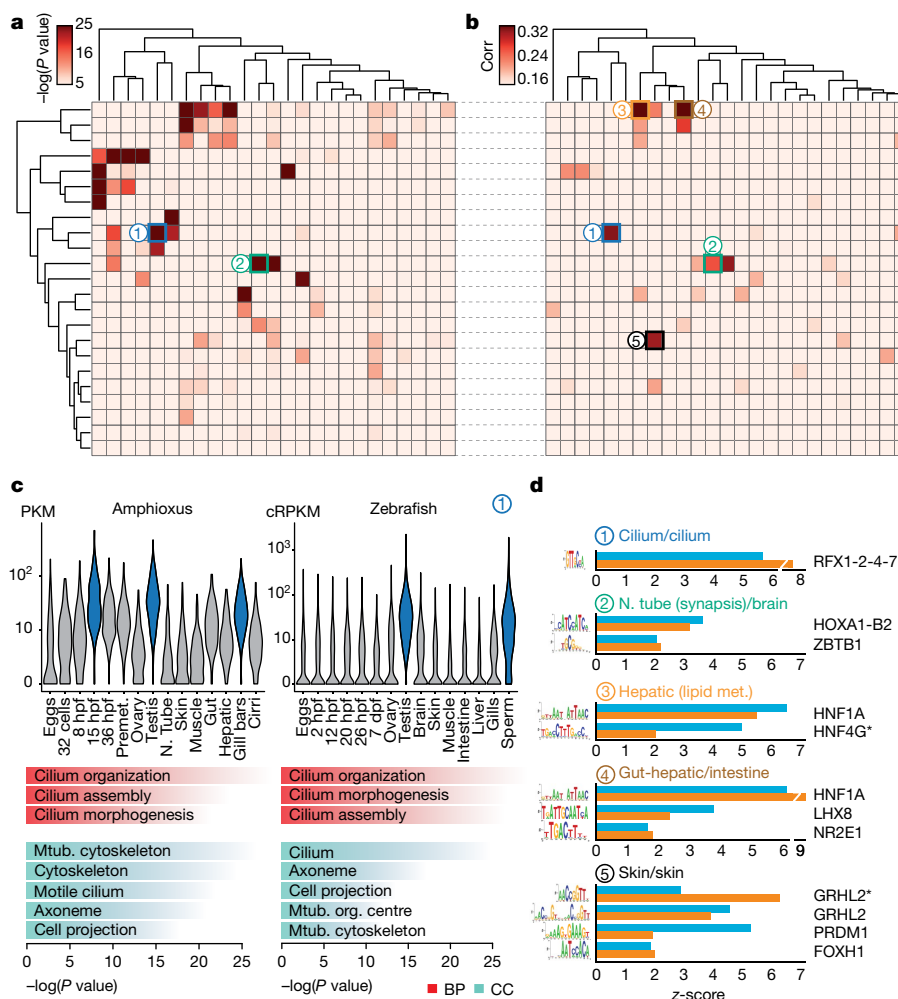 a
25
16
5
–log(P value)
b
0.32
0.24
0.16
Corr
3
4
1
1
2
2
5
c
PKM
Amphioxus
cRPKM
Zebrafish
1
10²
10
0
10³
10²
10
0
Eggs
32 cells
8 hpf
15 hpf
36 hpf
Premet.
Ovary
Testis
N. Tube
Skin
Muscle
Gut
Hepatic
Gill bars
Cirri
Eggs
2 hpf
12 hpf
20 hpf
26 hpf
7 dpf
Ovary
Testis
Brain
Skin
Muscle
Intestine
Liver
Gills
Sperm
Cilium organization
Cilium assembly
Cilium morphogenesis
Mtub. cytoskeleton
Cytoskeleton
Motile cilium
Axoneme
Cell projection
0 5 10 15 20 25
–log(P value)
Cilium organization
Cilium morphogenesis
Cilium assembly
Cilium
Axoneme
Cell projection
Mtub. org. centre
Mtub. cytoskeleton
0 5 10 15 20 25
–log(P value)
BP CC
d
1 Cilium/cilium
RFX1-2-4-7
0 1 2 3 4 5 6 8
2 N. tube (synapsis)/brain
HOXA1-B2
ZBTB1
0 1 2 3 4 5 6 7
3 Hepatic (lipid met.)
HNF1A
HNF4G*
0 1 2 3 4 5 6 7
4 Gut-hepatic/intestine
HNF1A
LHX8
NR2E1
0 1 2 3 4 5 6 9
5 Skin/skin
GRHL2*
GRHL2
PRDM1
FOXH1
0 1 2 3 4 5 6 7
z-score